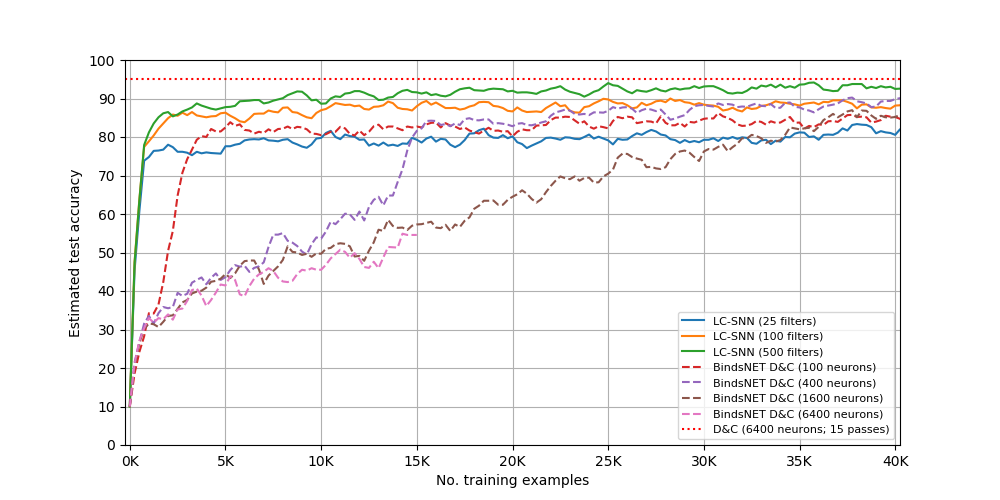 100
90
80
70
60
50
40
30
20
10
0
Estimated test accuracy
0K 5K 10K 15K 20K 25K 30K 35K 40K
No. training examples
LC-SNN (25 filters)
LC-SNN (100 filters)
LC-SNN (500 filters)
BindsNET D&C (100 neurons)
BindsNET D&C (400 neurons)
BindsNET D&C (1600 neurons)
BindsNET D&C (6400 neurons)
D&C (6400 neurons; 15 passes)